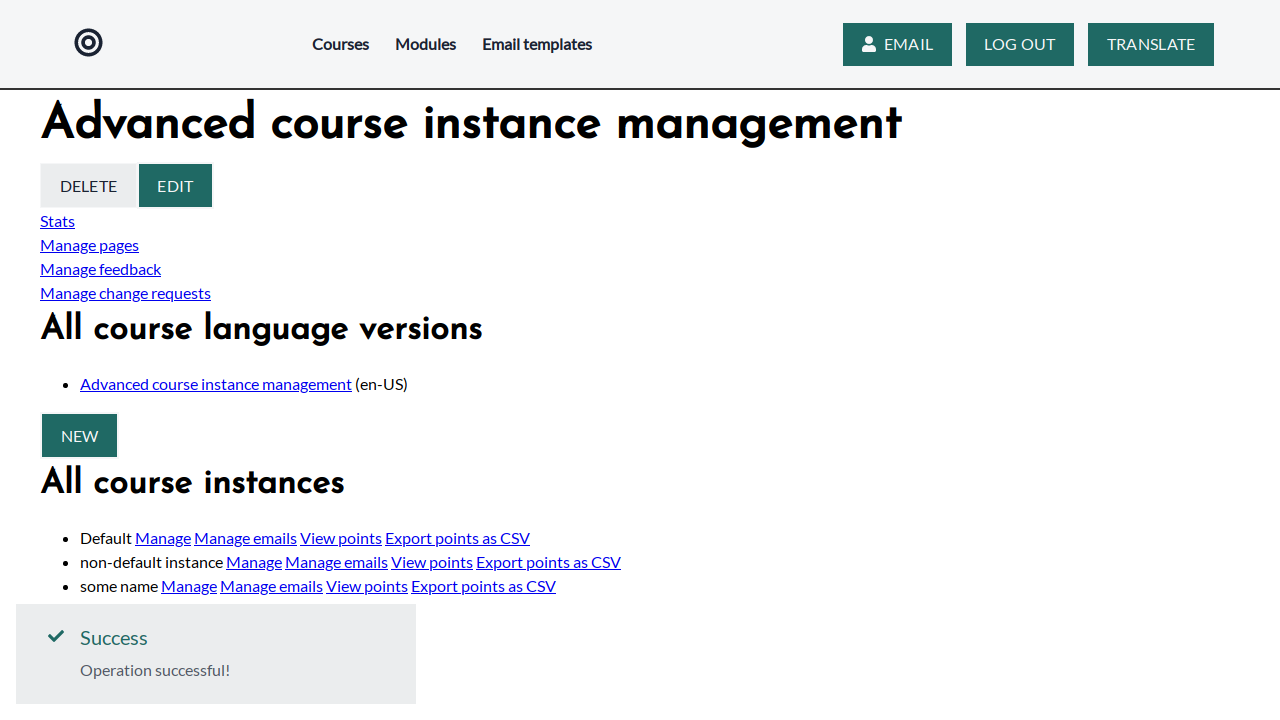 Courses Modules Email templates EMAIL LOG OUT TRANSLATE
Advanced course instance management
DELETE EDIT
Stats
Manage pages
Manage feedback
Manage change requests
All course language versions
Advanced course instance management (en-US)
NEW
All course instances
Default Manage Manage emails View points Export points as CSV
non-default instance Manage Manage emails View points Export points as CSV
some name Manage Manage emails View points Export points as CSV
Success
Operation successful!